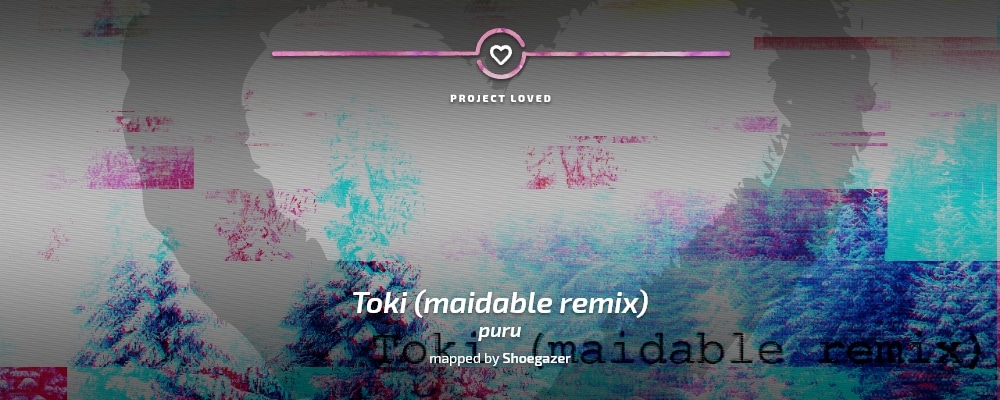 PROJECT LOVED
Toki (maidable remix)
puru
Toki (maidable remix)
mapped by Shoegazer